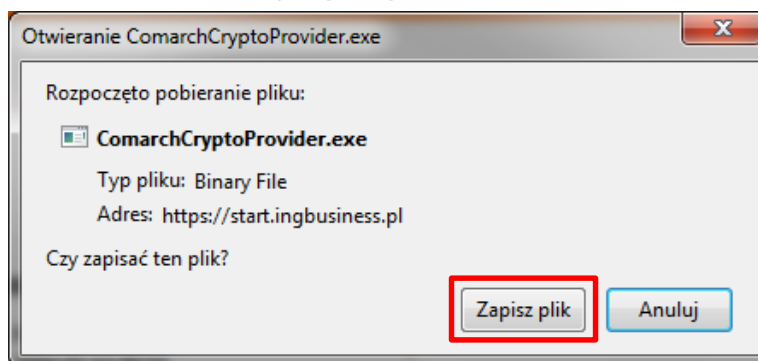 Otwieranie ComarchCryptoProvider.exe
Rozpoczęto pobieranie pliku:
ComarchCryptoProvider.exe
Typ pliku: Binary File
Adres: https://start.ingbusiness.pl
Czy zapisać ten plik?
Zapisz plik Anuluj